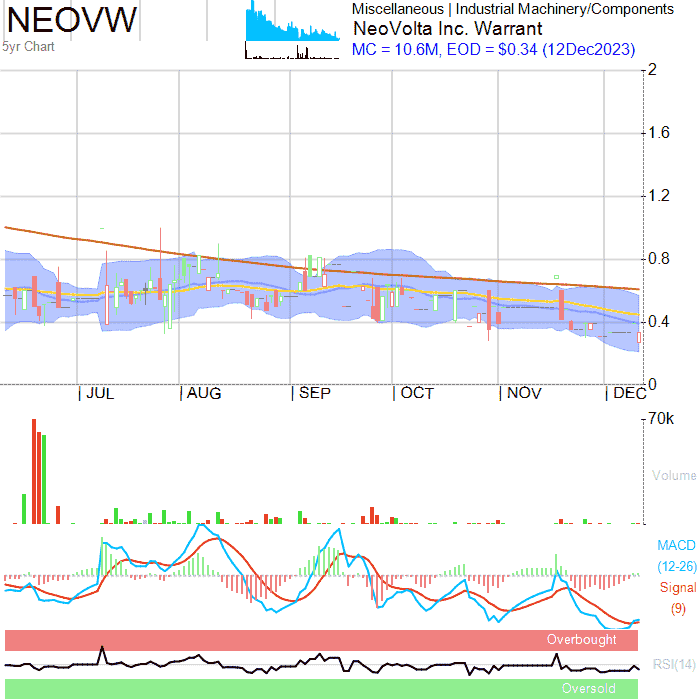 NEOVW
5yr Chart
Miscellaneous | Industrial Machinery/Components
NeoVolta Inc. Warrant
MC = 10.6M, EOD = $0.34 (12Dec2023)
2
1.6
1.2
0.8
0.4
0
JUL
AUG
SEP
OCT
NOV
DEC
70k
Volume
MACD
(12-26)
Signal
(9)
Overbought
RSI(14)
Oversold